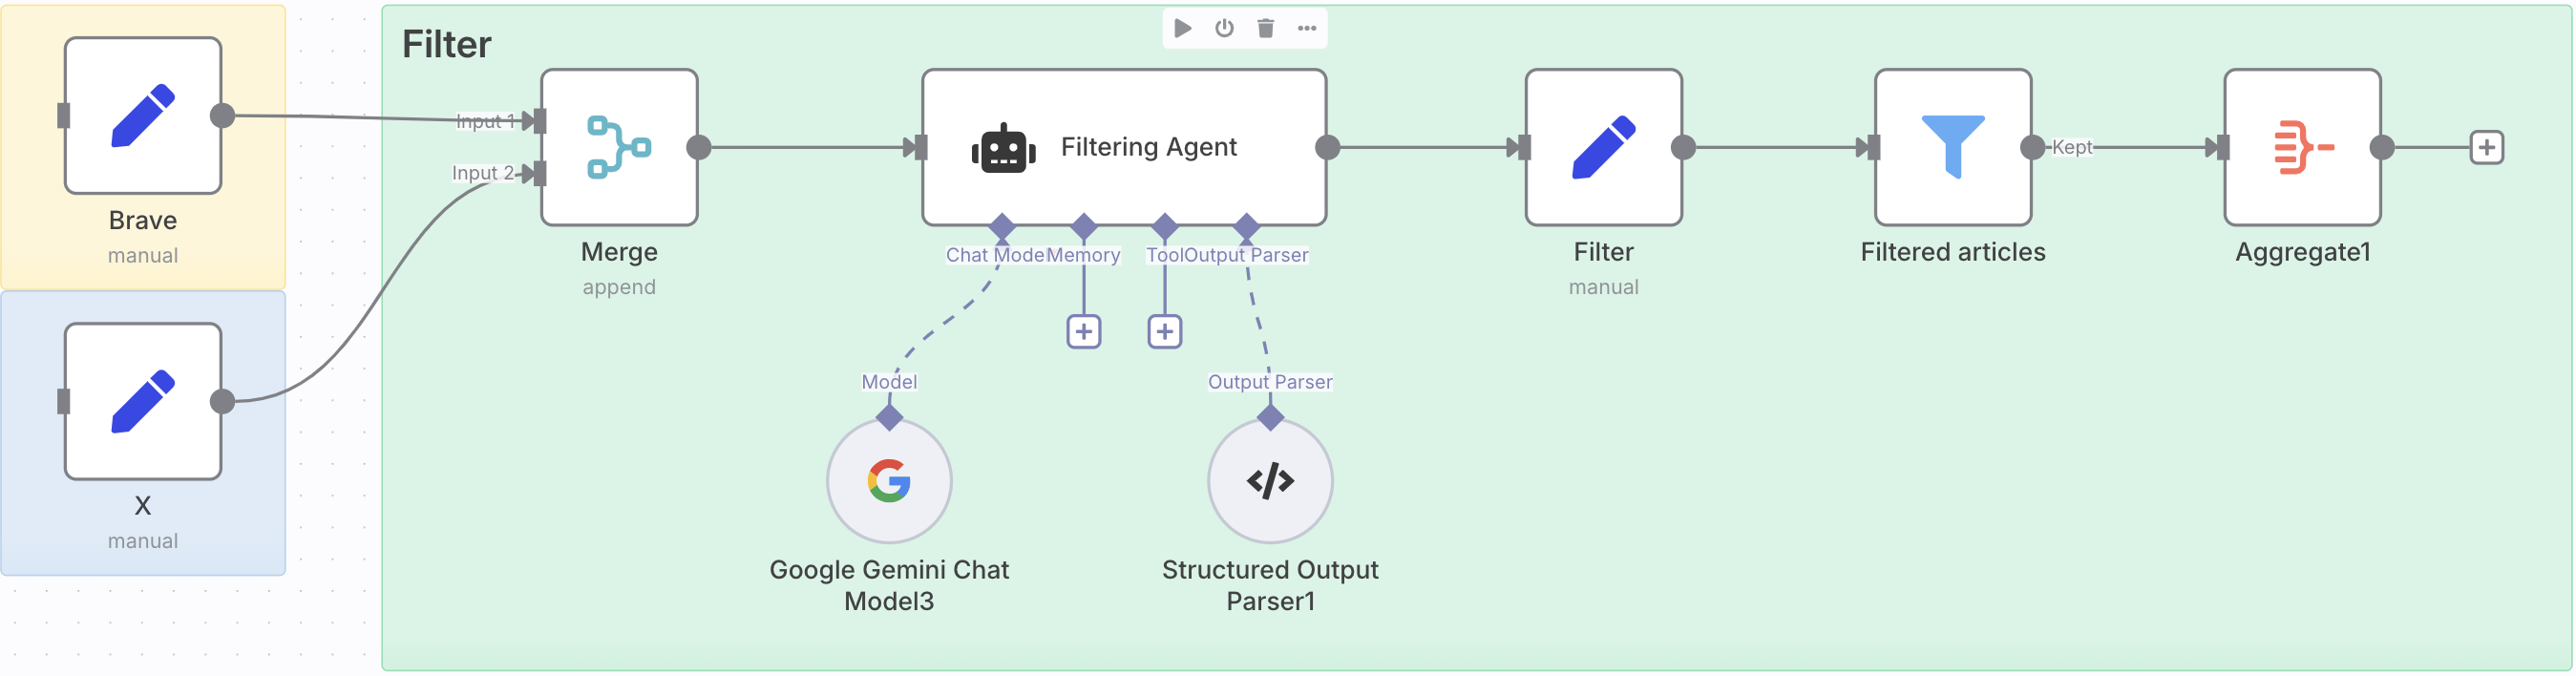 Filter
Brave
manual
X
manual
Input 1
Input 2
Merge
append
Filtering Agent
Chat Mode
Memory
Tool
Output Parser
Model
Output Parser
Google Gemini Chat
Model3
Structured Output
Parser1
Filter
manual
Filtered articles
Kept
Aggregate1